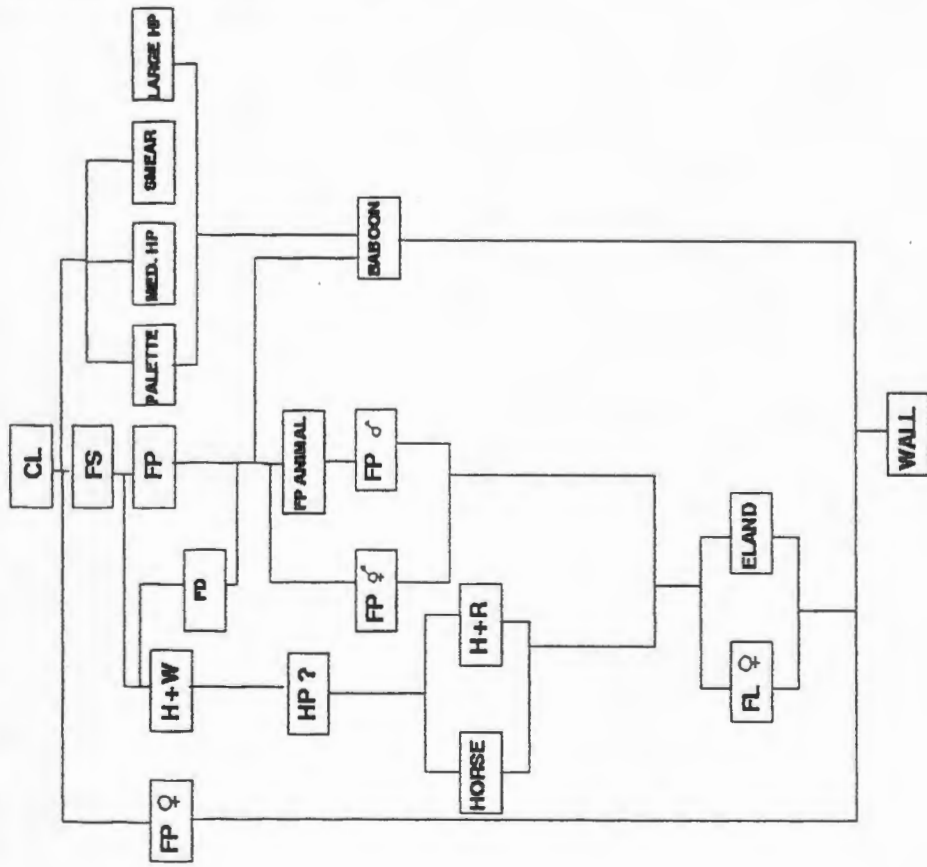 CL
FS
FP ♀
H+W
FD
FP
PALETTE
MED. HP
SMEAR
LARGE HP
HP ?
FP ANIMAL
FP ⚥
FP ♂
BABOON
HORSE
H+R
FL ♀
ELAND
WALL